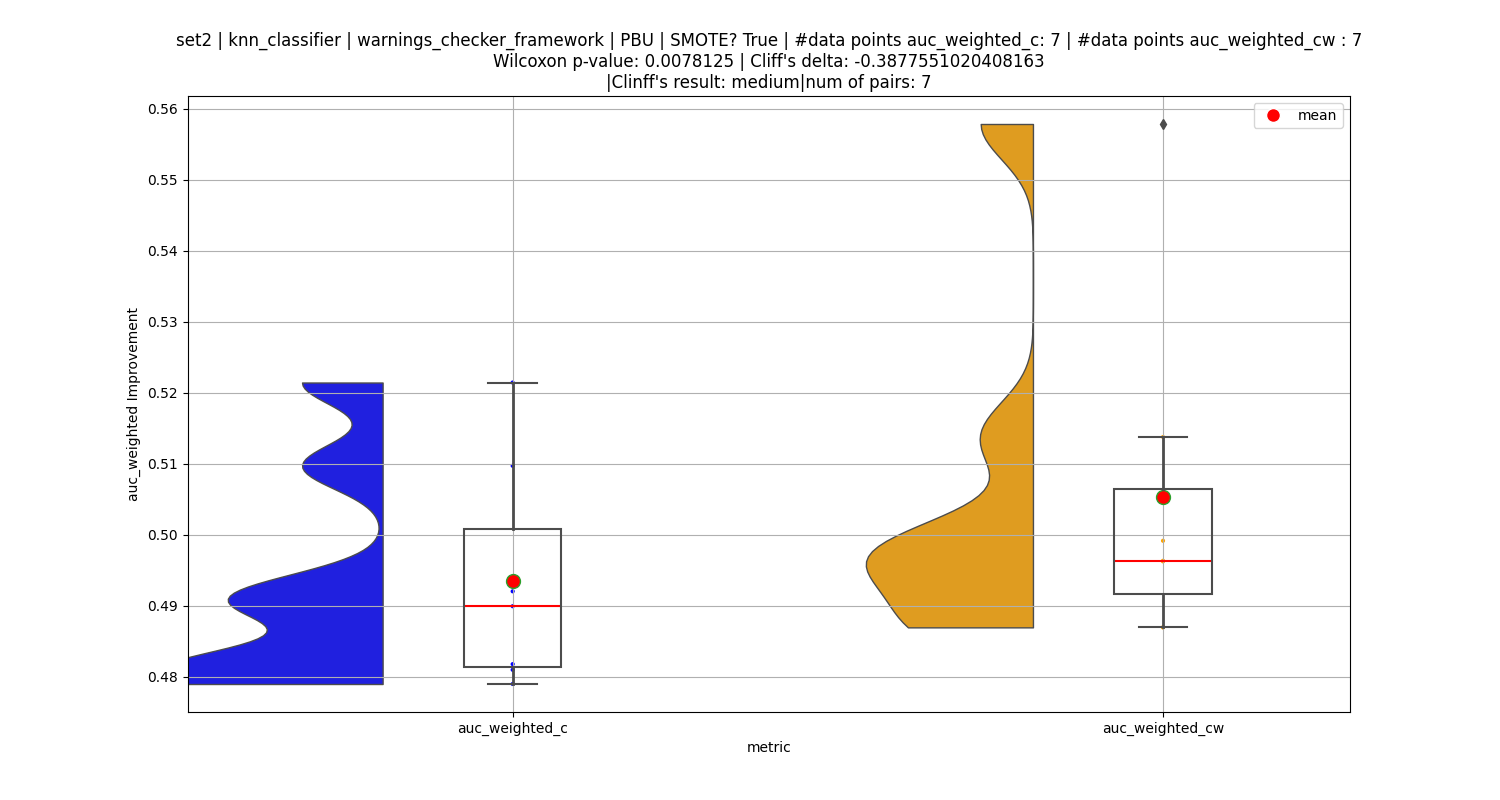 set2 | knn_classifier | warnings_checker_framework | PBU | SMOTE? True | #data points auc_weighted_c: 7 | #data points auc_weighted_cw : 7
Wilcoxon p-value: 0.0078125 | Cliff's delta: -0.3877551020408163
|Clinff's result: medium|num of pairs: 7
mean
0.56
0.55
0.54
0.53
0.52
0.51
0.50
0.49
0.48
auc_weighted Improvement
auc_weighted_c
auc_weighted_cw
metric